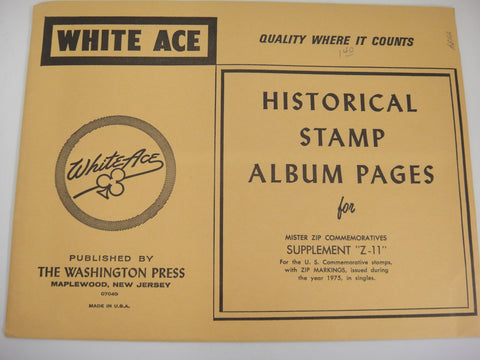 WHITE ACE
QUALITY WHERE IT COUNTS
1.40
White Ace
PUBLISHED BY
THE WASHINGTON PRESS
MAPLEWOOD, NEW JERSEY
07040
MADE IN U.S.A.
HISTORICAL
STAMP
ALBUM PAGES
for
MISTER ZIP COMMEMORATIVES
SUPPLEMENT "Z-11"
For the U. S. Commemorative stamps,
with ZIP MARKINGS, issued during
the year 1975, in singles.